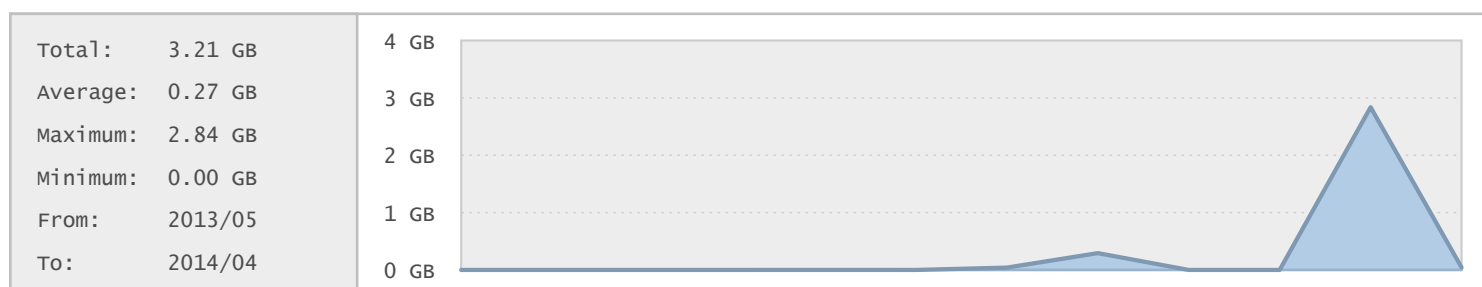 Total: 3.21 GB
Average: 0.27 GB
Maximum: 2.84 GB
Minimum: 0.00 GB
From: 2013/05
To: 2014/04
4 GB
3 GB
2 GB
1 GB
0 GB